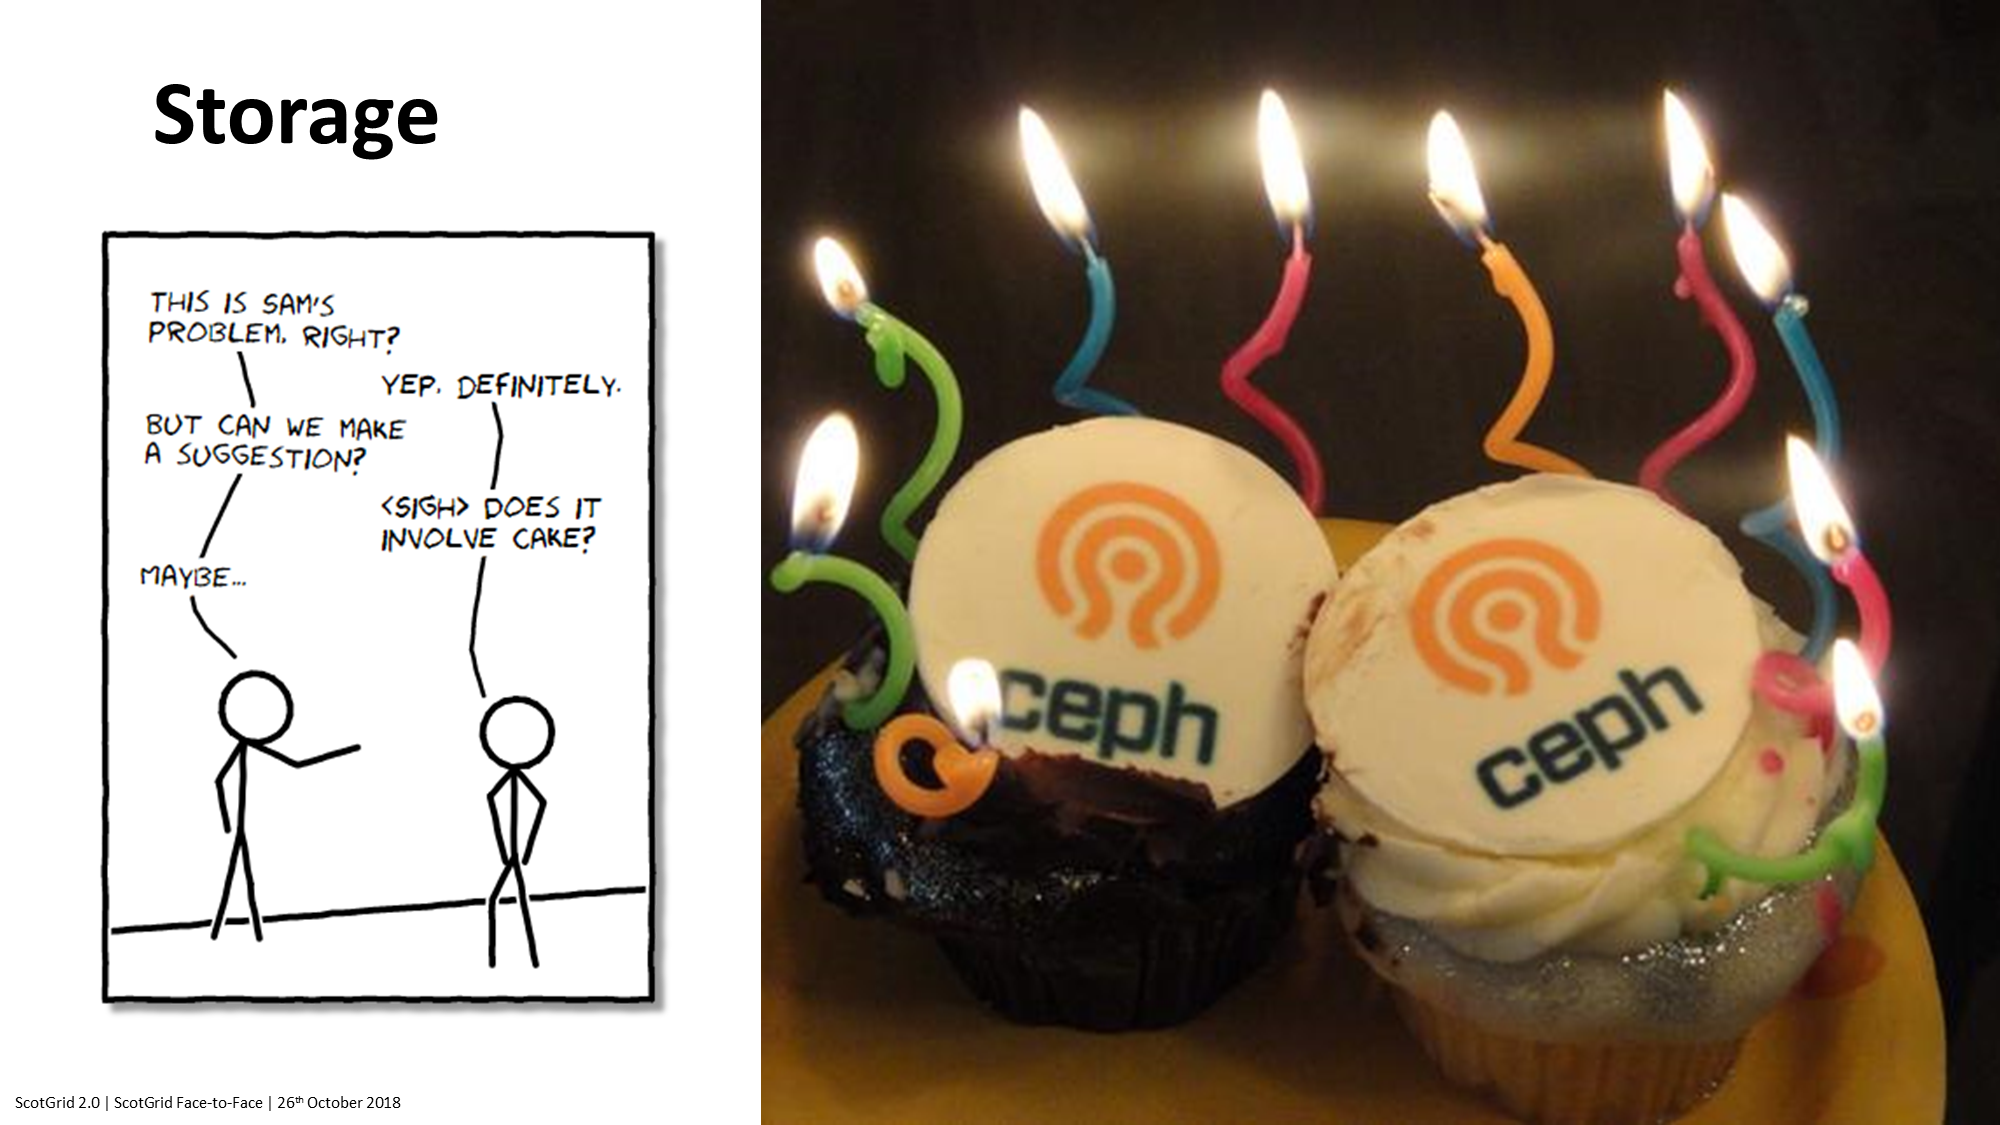 Storage
THIS IS SAM'S
PROBLEM, RIGHT?
YEP, DEFINITELY.
BUT CAN WE MAKE
A SUGGESTION?
<SIGH> DOES IT
INVOLVE CAKE?
MAYBE...
ceph
ceph
ScotGrid 2.0 | ScotGrid Face-to-Face | 26th October 2018